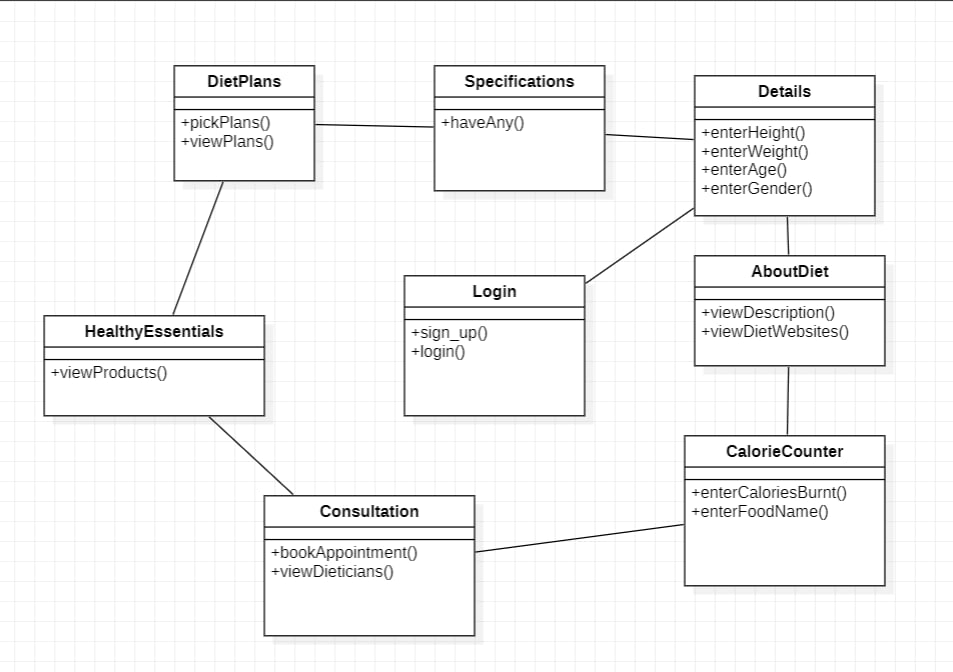 DietPlans
+pickPlans()
+viewPlans()
Specifications
+haveAny()
Details
+enterHeight()
+enterWeight()
+enterAge()
+enterGender()
Login
+sign_up()
+login()
AboutDiet
+viewDescription()
+viewDietWebsites()
HealthyEssentials
+viewProducts()
CalorieCounter
+enterCaloriesBurnt()
+enterFoodName()
Consultation
+bookAppointment()
+viewDieticians()